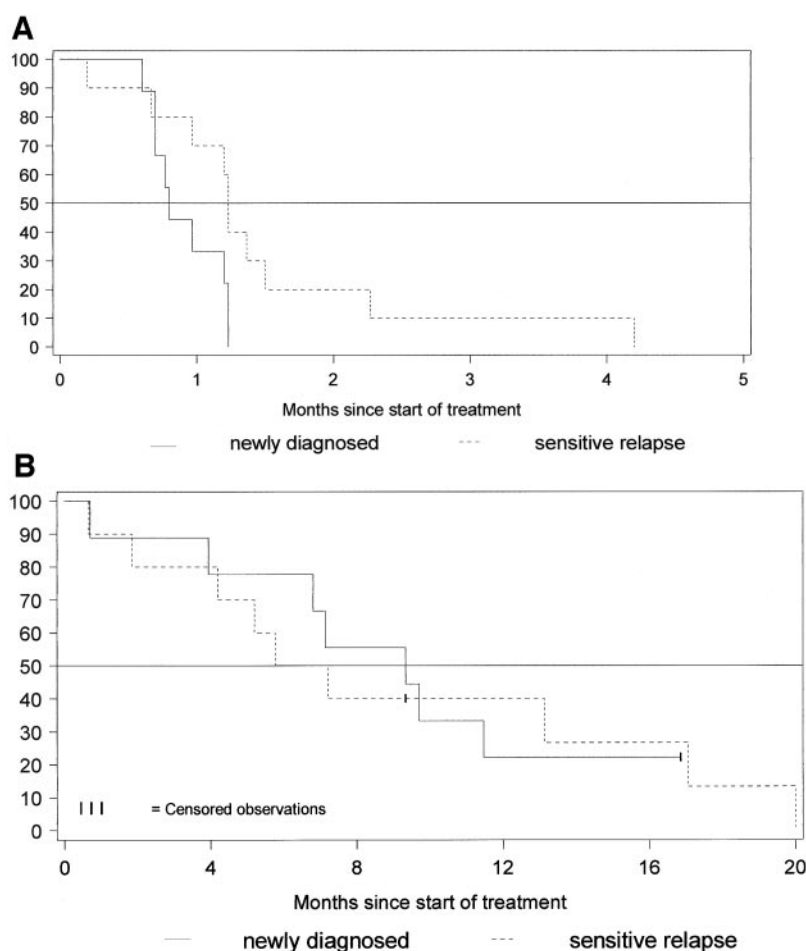 A
100
90
80
70
60
50
40
30
20
10
0
0 1 2 3 4 5
Months since start of treatment
newly diagnosed sensitive relapse
B
100
90
80
70
60
50
40
30
20
10
0
= Censored observations
0 4 8 12 16 20
Months since start of treatment
newly diagnosed sensitive relapse